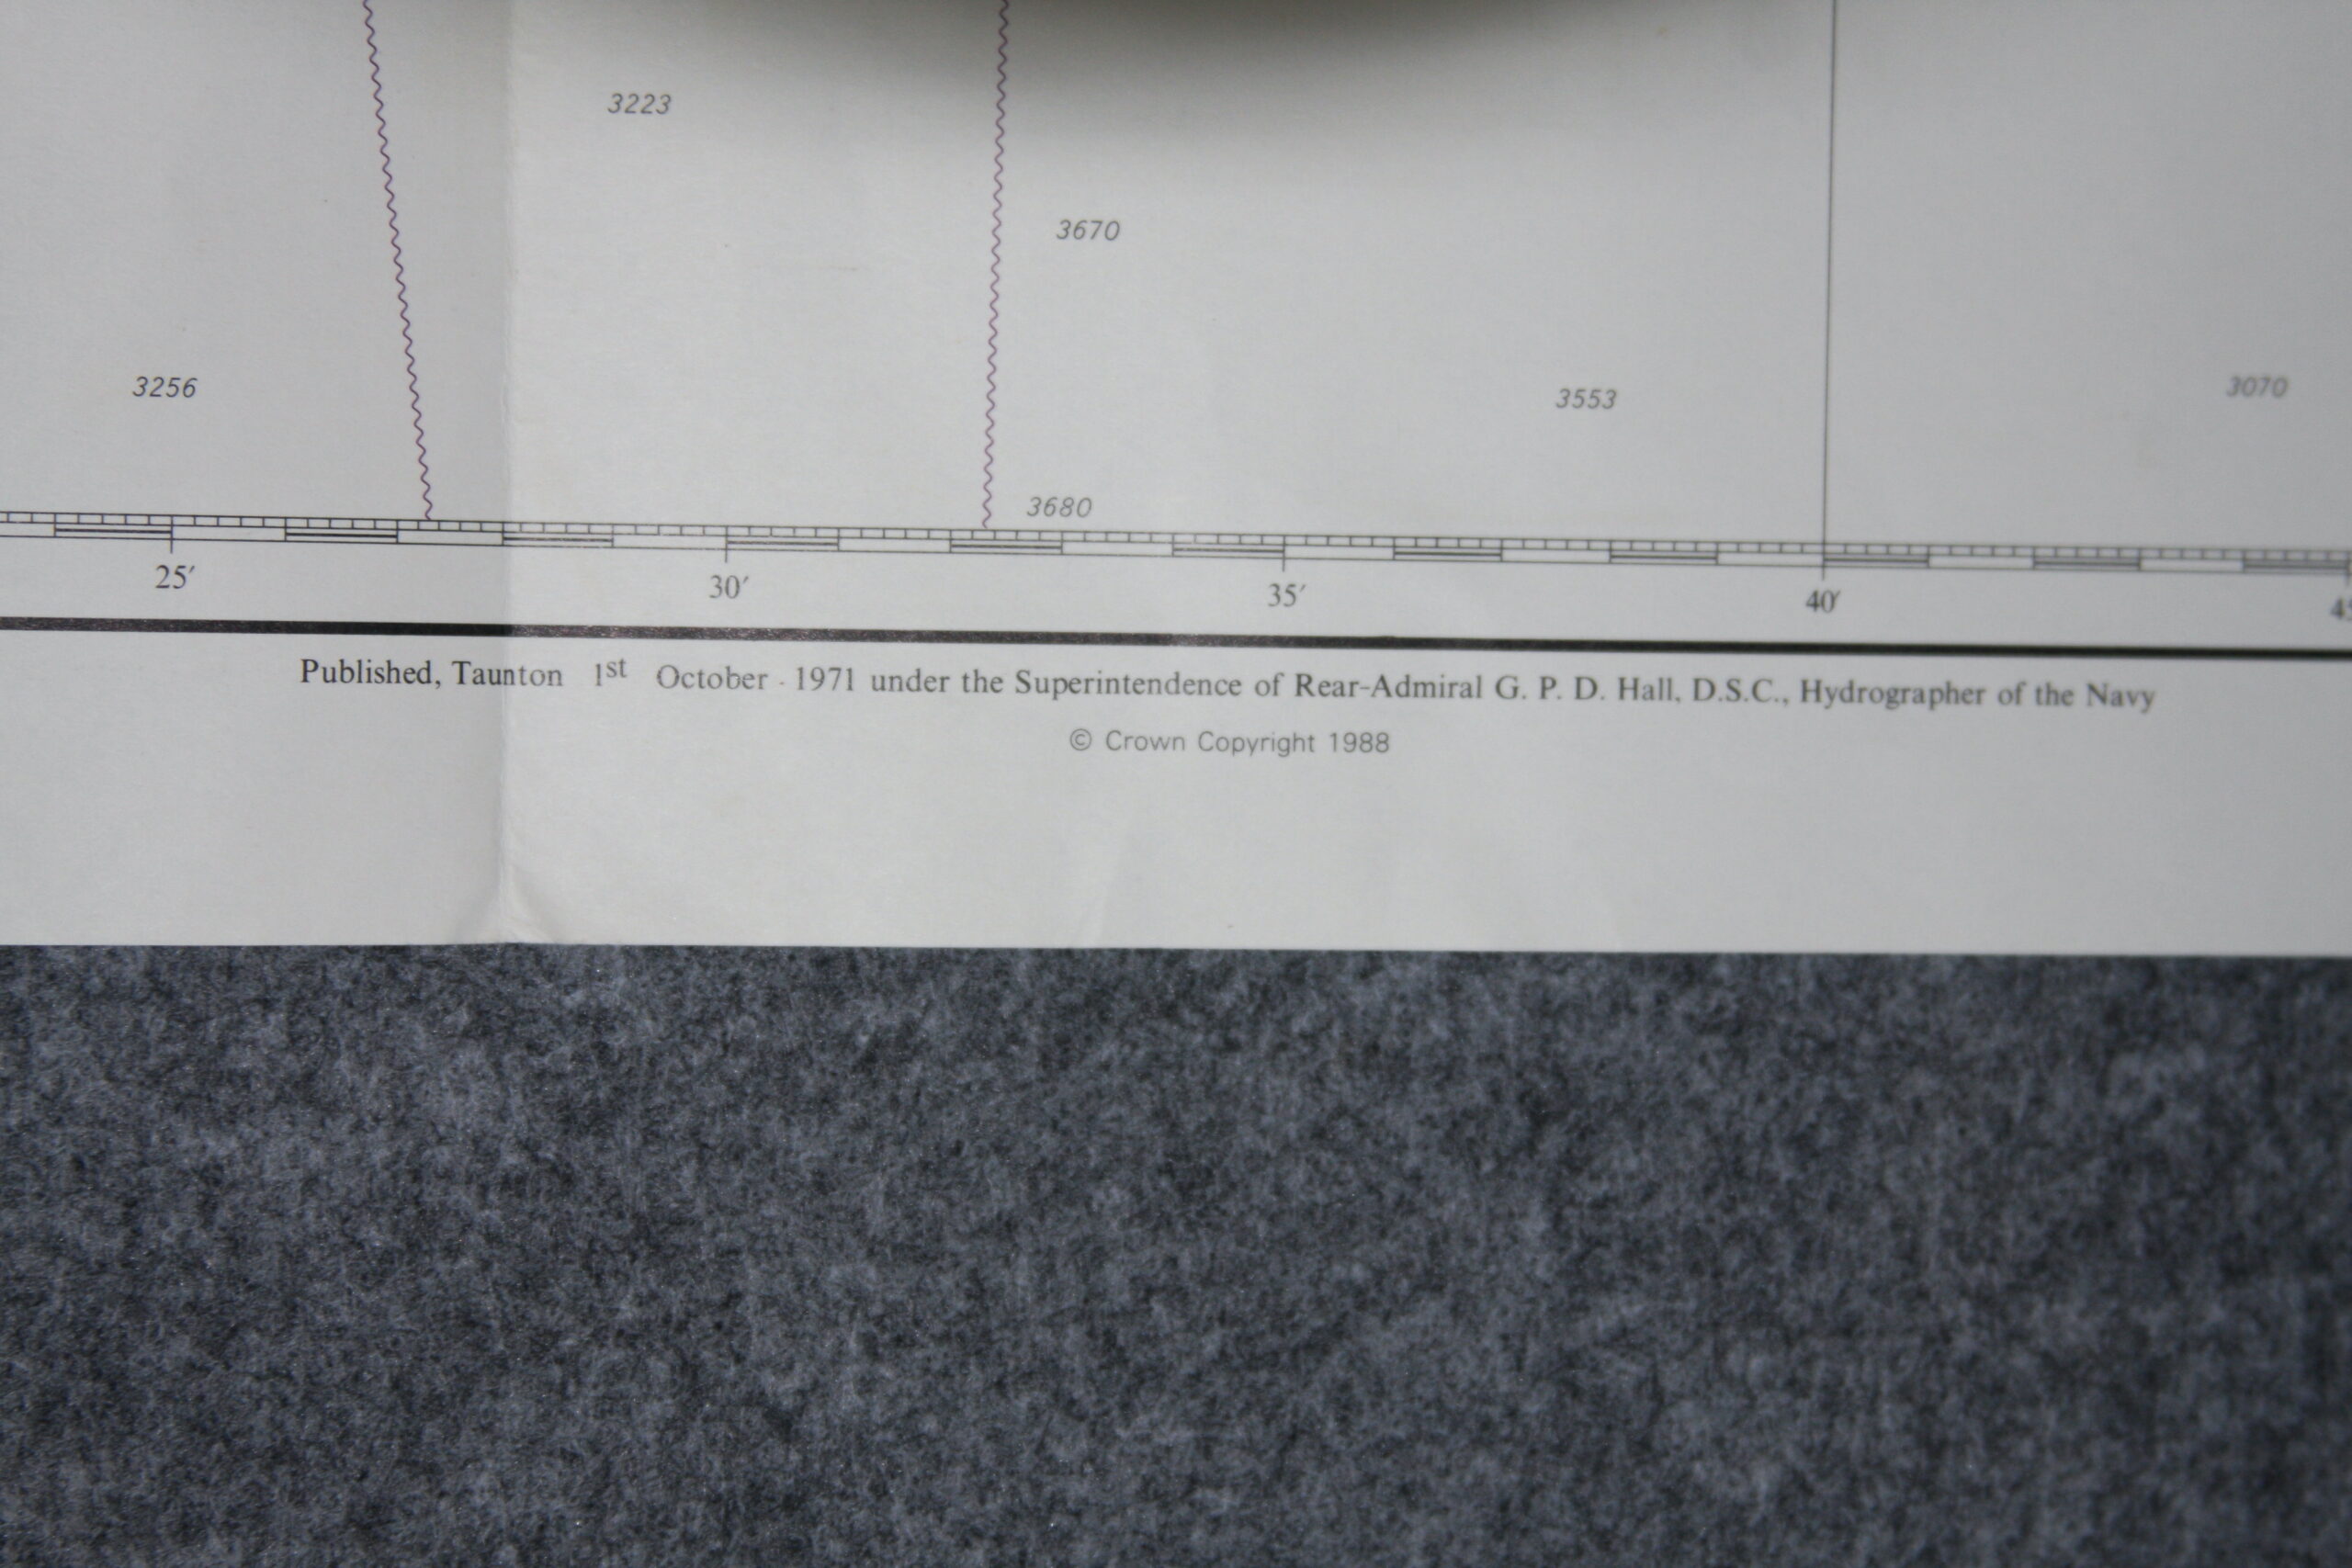 3223
3670
3256
3553
3070
3680
25′ 30′ 35′ 40′
Published, Taunton 1st October 1971 under the Superintendence of Rear-Admiral G. P. D. Hall, D.S.C., Hydrographer of the Navy
© Crown Copyright 1988